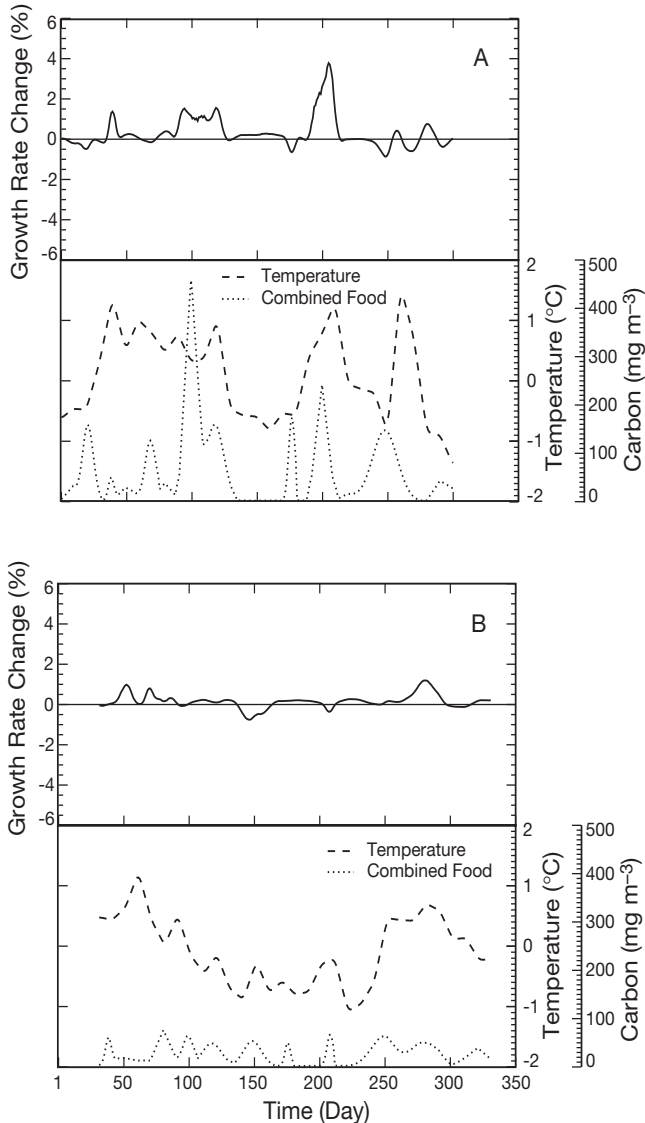 6
4
2
0
-2
-4
-6
Growth Rate Change (%)
A
Temperature
Combined Food
2
1
0
-1
-2
Temperature (°C)
500
400
300
200
100
0
Carbon (mg m–3)
6
4
2
0
-2
-4
-6
Growth Rate Change (%)
B
Temperature
Combined Food
2
1
0
-1
-2
Temperature (°C)
500
400
300
200
100
0
Carbon (mg m–3)
1 50 100 150 200 250 300 350
Time (Day)